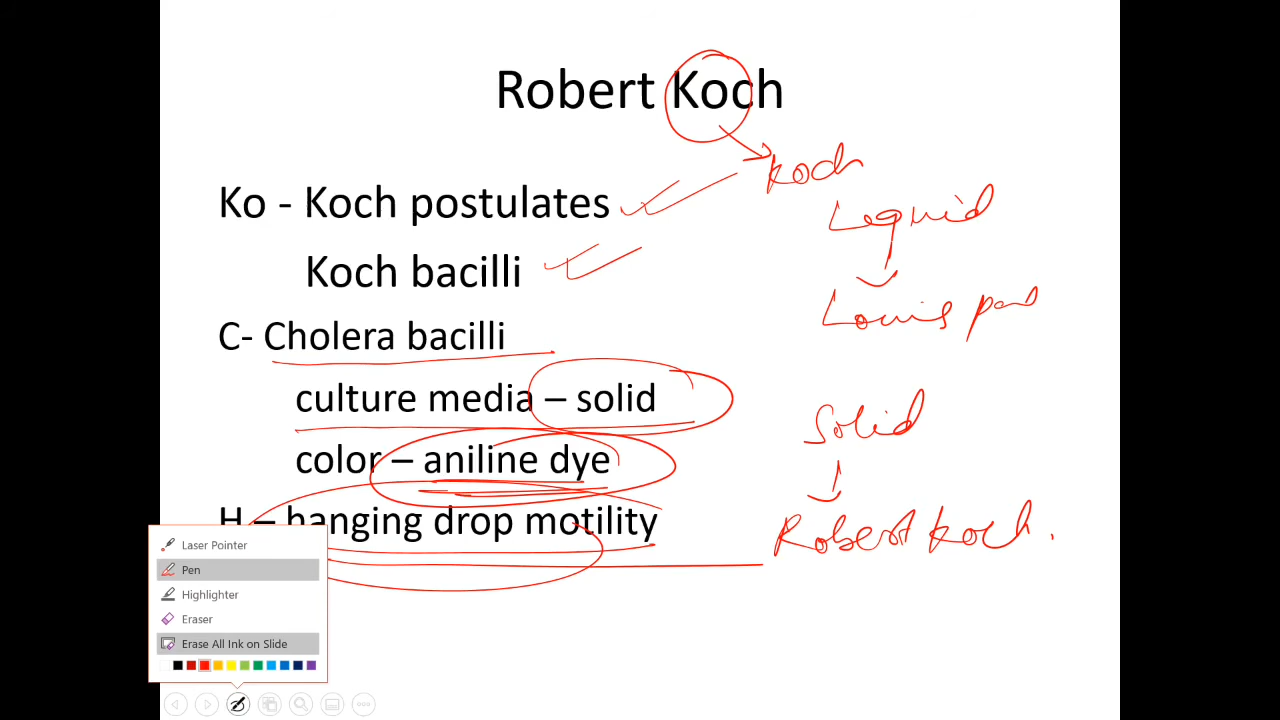 Robert Koch
Ko - Koch postulates
Koch bacilli
C- Cholera bacilli
culture media – solid
color – aniline dye
H – hanging drop motility
Koch
Liquid
Louis
Solid
Robert Koch.
Laser Pointer
Pen
Highlighter
Eraser
Erase All Ink on Slide